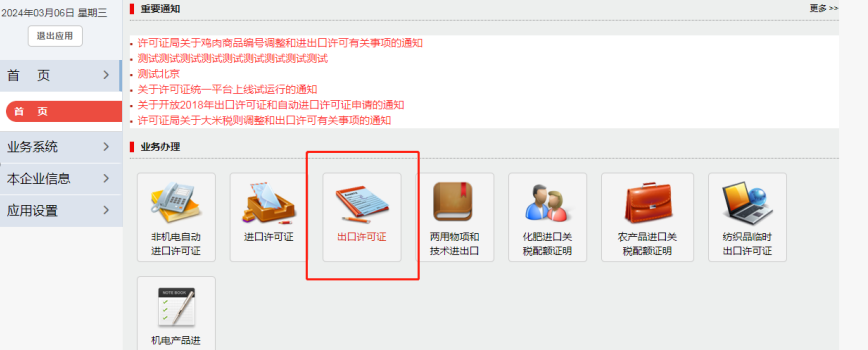 2024年03月06日 星期三
退出应用
首 页
首 页
业务系统
本企业信息
应用设置
重要通知
更多 >>
许可证局关于鸡肉商品编号调整和进出口许可有关事项的通知
测试测试测试测试测试测试测试测试测试
测试北京
关于许可证统一平台上线试运行的通知
关于开放2018年出口许可证和自动进口许可证申请的通知
许可证局关于大米税则调整和出口许可有关事项的通知
业务办理
非机电自动
进口许可证
进口许可证
出口许可证
两用物项和
技术进出口
化肥进口关
税配额证明
农产品进口关
税配额证明
纺织品临时
出口许可证
NOTE BOOK
机电产品进